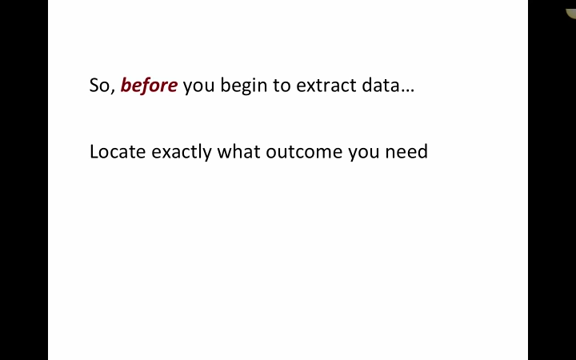 So, before you begin to extract data…
Locate exactly what outcome you need